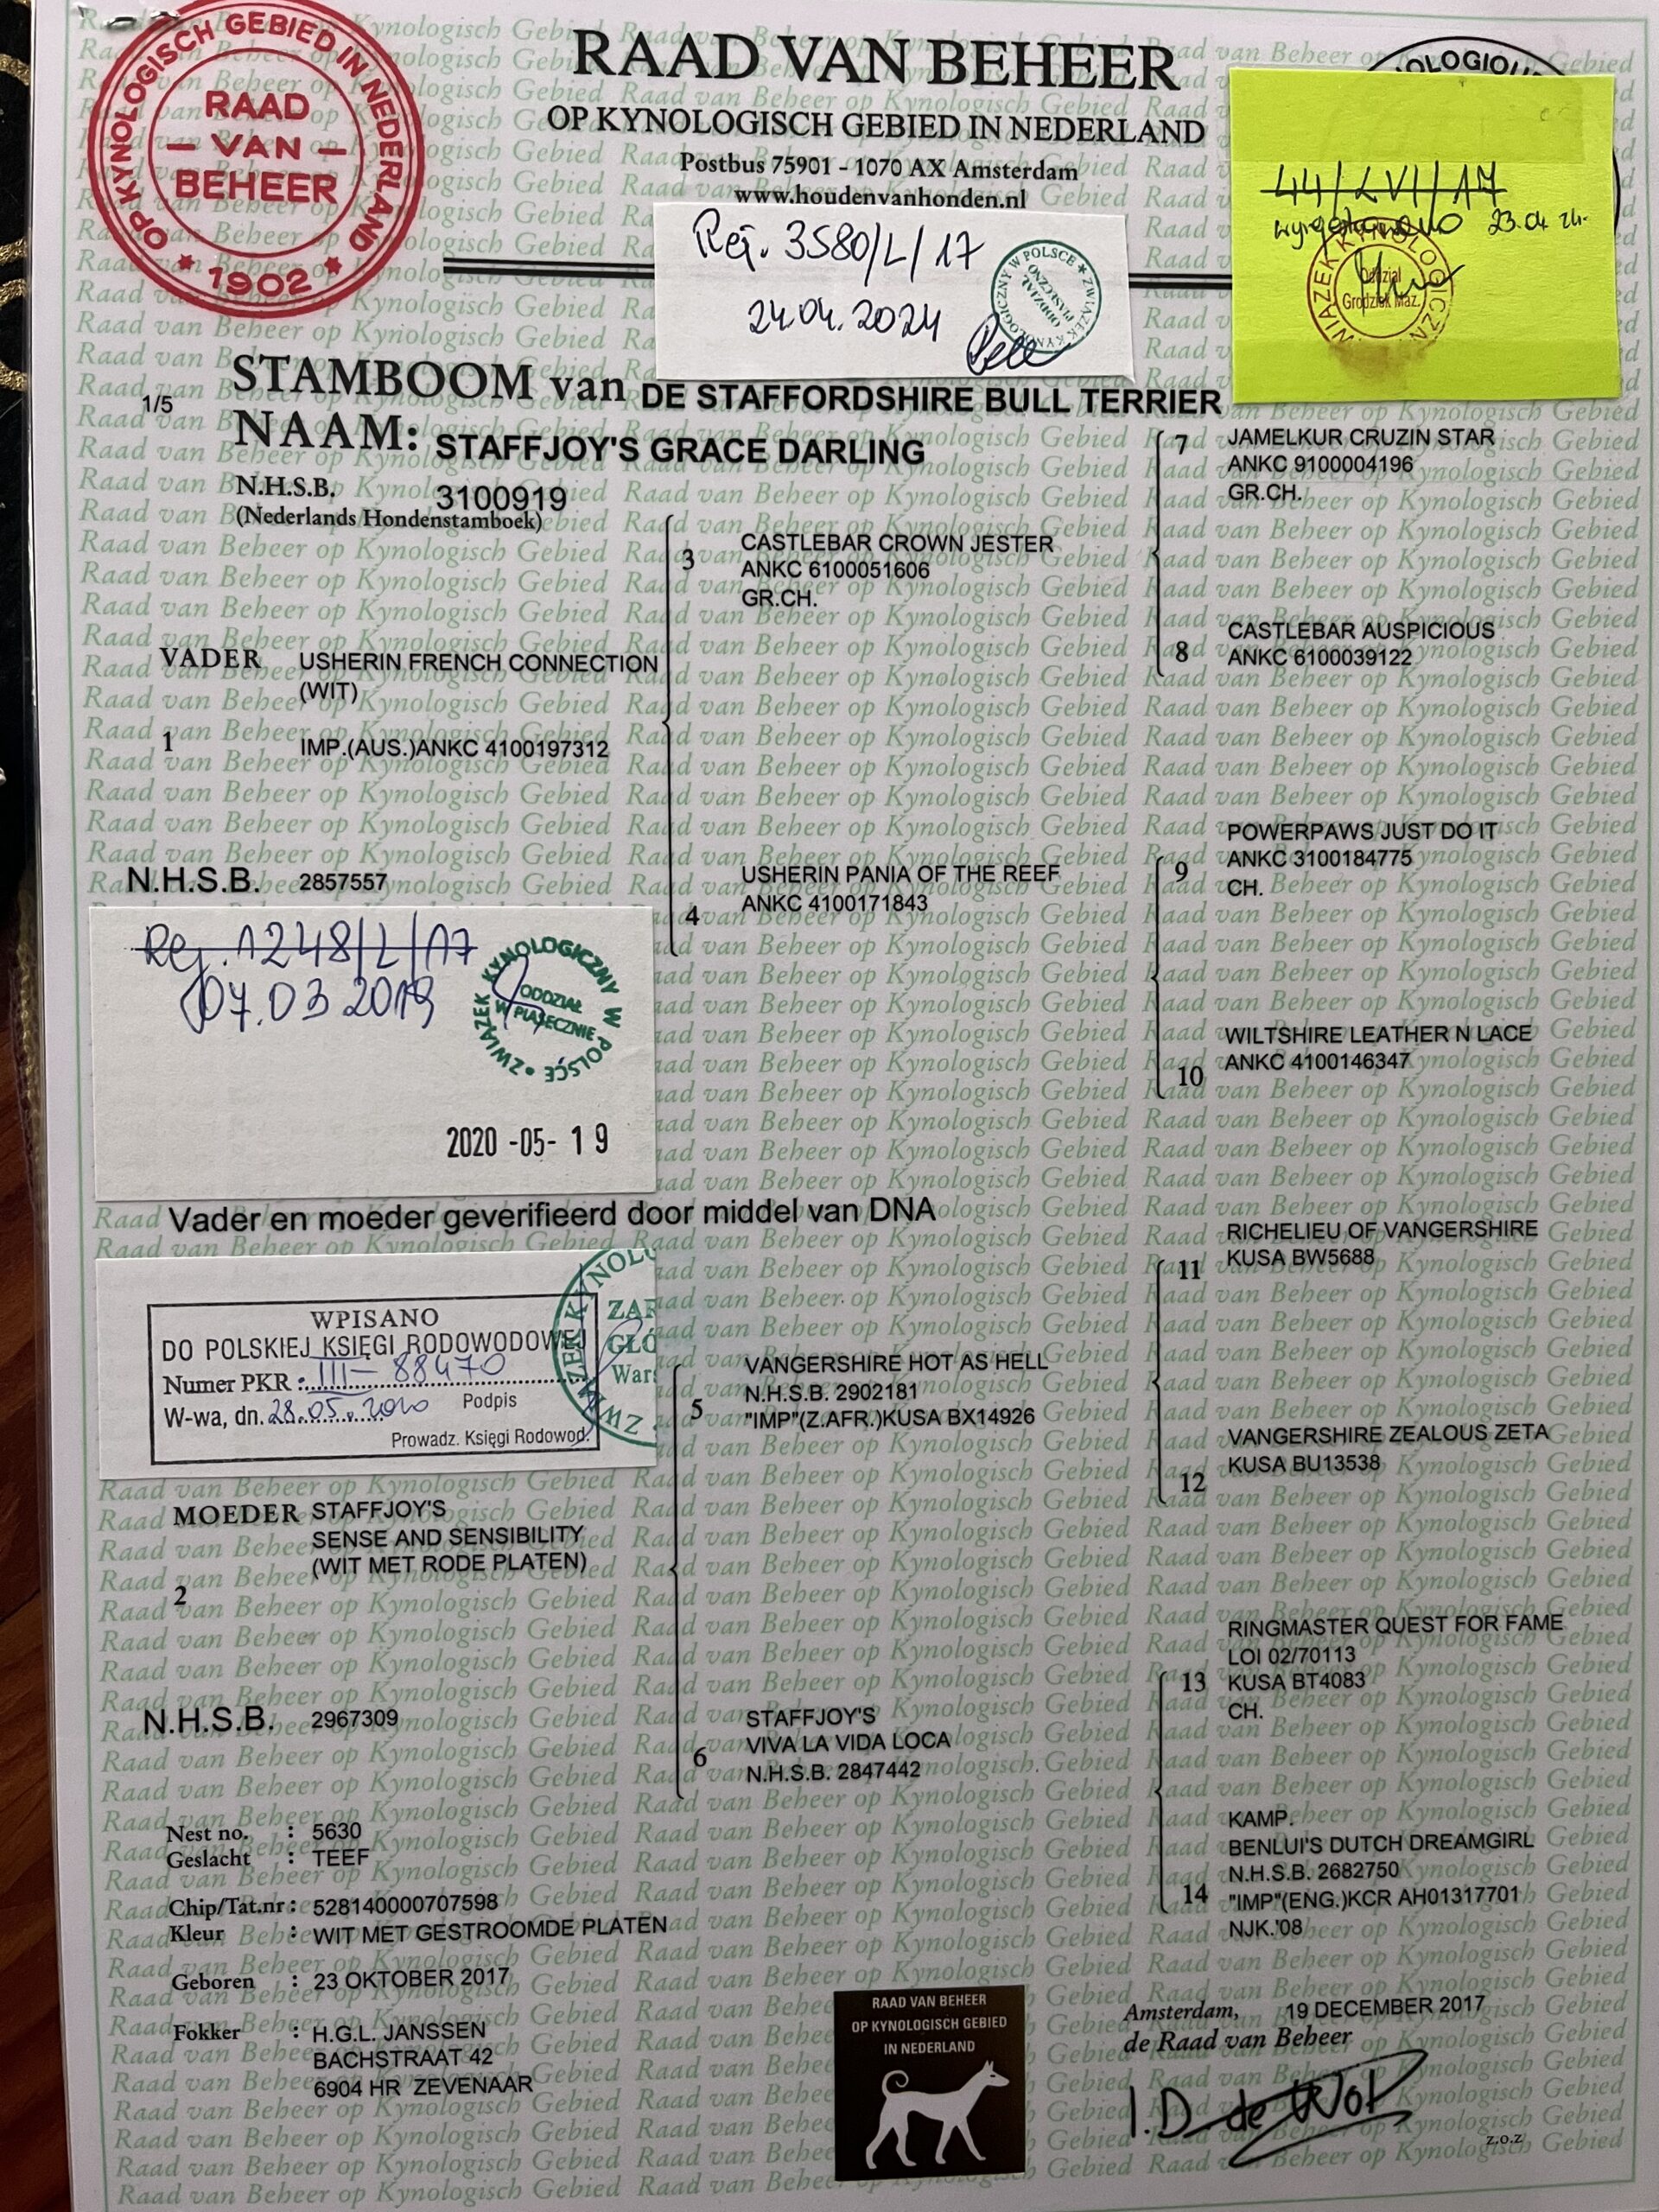 OP KYNOLOGISCH GEBIED IN NEDERLAND
RAAD
VAN
BEHEER
1902
RAAD VAN BEHEER
OP KYNOLOGISCH GEBIED IN NEDERLAND
Postbus 75901 - 1070 AX Amsterdam
www.houdenvanhonden.nl
44/LVI/17
wyrejestrowano 23.04.24r.
ZWIĄZEK KYNOLOGICZN
Oddział
Grodzisk Maz.
Rej. 3580/L/17
24.04.2024
STAMBOOM van DE STAFFORDSHIRE BULL TERRIER
1/5
NAAM: STAFFJOY'S GRACE DARLING
N.H.S.B. 3100919
(Nederlands Hondenstamboek)
VADER USHERIN FRENCH CONNECTION
(WIT)
1 IMP.(AUS.)ANKC 4100197312
N.H.S.B. 2857557
Rej. 1248/L/17
07.03 2019
ZWIĄZEK KYNOLOGICZNY W POLSCE
ODDZIAŁ
W PIASECZNIE
2020 -05- 19
Vader en moeder geverifieerd door middel van DNA
WPISANO
DO POLSKIEJ KSIĘGI RODOWODOWEJ
Numer PKR: III - 88470
W-wa, dn. 28.05.2020 Podpis
Prowadz. Księgi Rodowod.
MOEDER STAFFJOY'S
SENSE AND SENSIBILITY
(WIT MET RODE PLATEN)
2
N.H.S.B. 2967309
Nest no. : 5630
Geslacht : TEEF
Chip/Tat.nr : 528140000707598
Kleur : WIT MET GESTROOMDE PLATEN
Geboren : 23 OKTOBER 2017
Fokker : H.G.L. JANSSEN
BACHSTRAAT 42
6904 HR ZEVENAAR
3 CASTLEBAR CROWN JESTER
ANKC 6100051606
GR.CH.
4 USHERIN PANIA OF THE REEF
ANKC 4100171843
5 VANGERSHIRE HOT AS HELL
N.H.S.B. 2902181
"IMP"(Z.AFR.)KUSA BX14926
6 STAFFJOY'S
VIVA LA VIDA LOCA
N.H.S.B. 2847442
7 JAMELKUR CRUZIN STAR
ANKC 9100004196
GR.CH.
8 CASTLEBAR AUSPICIOUS
ANKC 6100039122
9 POWERPAWS JUST DO IT
ANKC 3100184775
CH.
10 WILTSHIRE LEATHER N LACE
ANKC 4100146347
11 RICHELIEU OF VANGERSHIRE
KUSA BW5688
12 VANGERSHIRE ZEALOUS ZETA
KUSA BU13538
13 RINGMASTER QUEST FOR FAME
LOI 02/70113
KUSA BT4083
CH.
14 KAMP.
BENLUI'S DUTCH DREAMGIRL
N.H.S.B. 2682750
"IMP"(ENG.)KCR AH01317701
NJK.'08
RAAD VAN BEHEER
OP KYNOLOGISCH GEBIED
IN NEDERLAND
Amsterdam, 19 DECEMBER 2017
de Raad van Beheer
z.o.z